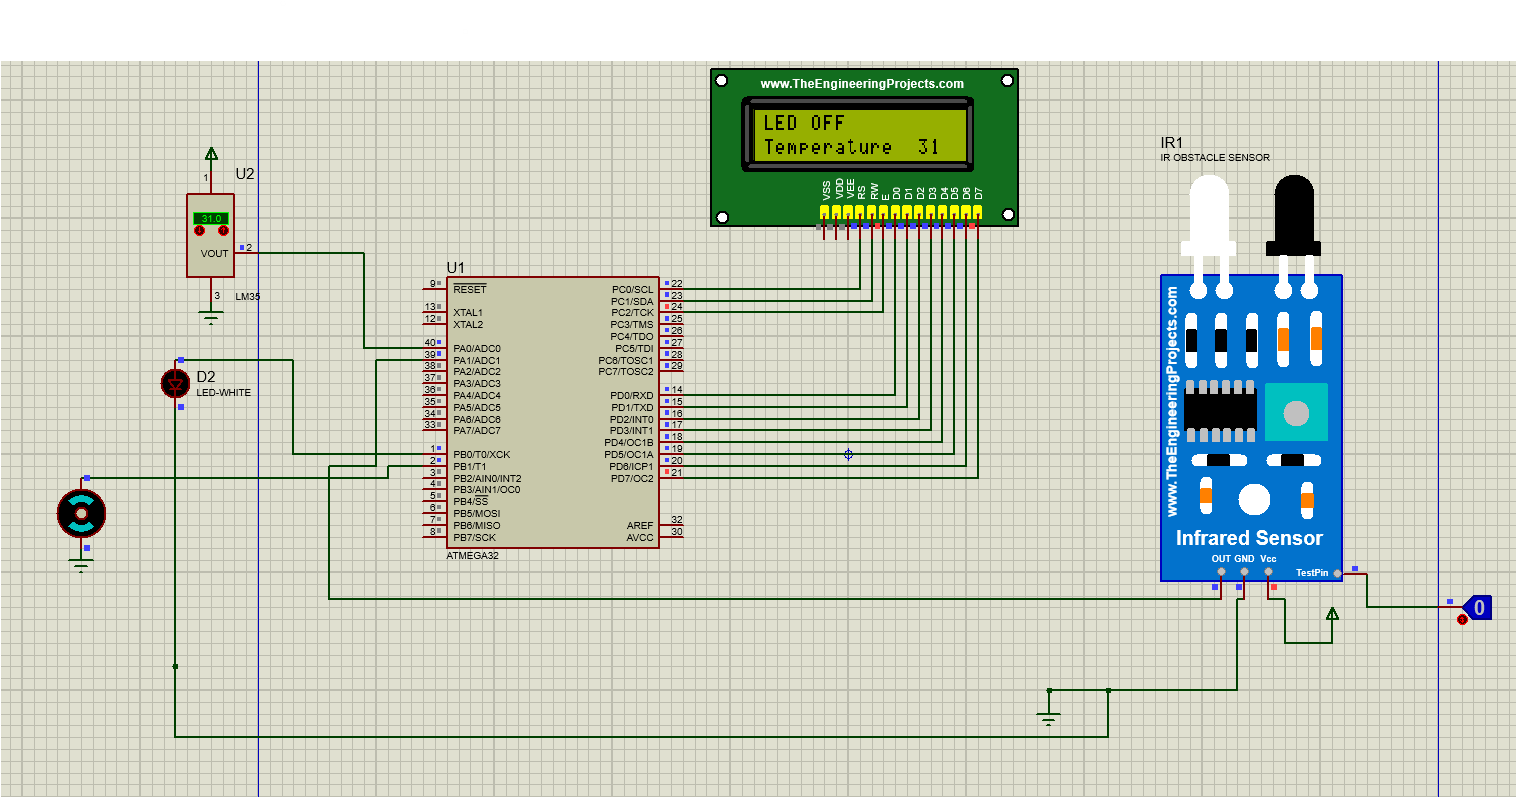 www.TheEngineeringProjects.com
LED OFF
Temperature 31
VSS
VDD
VEE
RS
RW
E
D0
D1
D2
D3
D4
D5
D6
D7
IR1
IR OBSTACLE SENSOR
U2
1
31.0
VOUT
2
3
LM35
D2
LED-WHITE
U1
9
RESET
13
XTAL1
12
XTAL2
40
PA0/ADC0
39
PA1/ADC1
38
PA2/ADC2
37
PA3/ADC3
36
PA4/ADC4
35
PA5/ADC5
34
PA6/ADC6
33
PA7/ADC7
1
PB0/T0/XCK
2
PB1/T1
3
PB2/AIN0/INT2
4
PB3/AIN1/OC0
5
PB4/SS
6
PB5/MOSI
7
PB6/MISO
8
PB7/SCK
PC0/SCL
22
PC1/SDA
23
PC2/TCK
24
PC3/TMS
25
PC4/TDO
26
PC5/TDI
27
PC6/TOSC1
28
PC7/TOSC2
29
PD0/RXD
14
PD1/TXD
15
PD2/INT0
16
PD3/INT1
17
PD4/OC1B
18
PD5/OC1A
19
PD6/ICP1
20
PD7/OC2
21
AREF
32
AVCC
30
ATMEGA32
www.TheEngineeringProjects.com
Infrared Sensor
OUT GND Vcc
TestPin
0